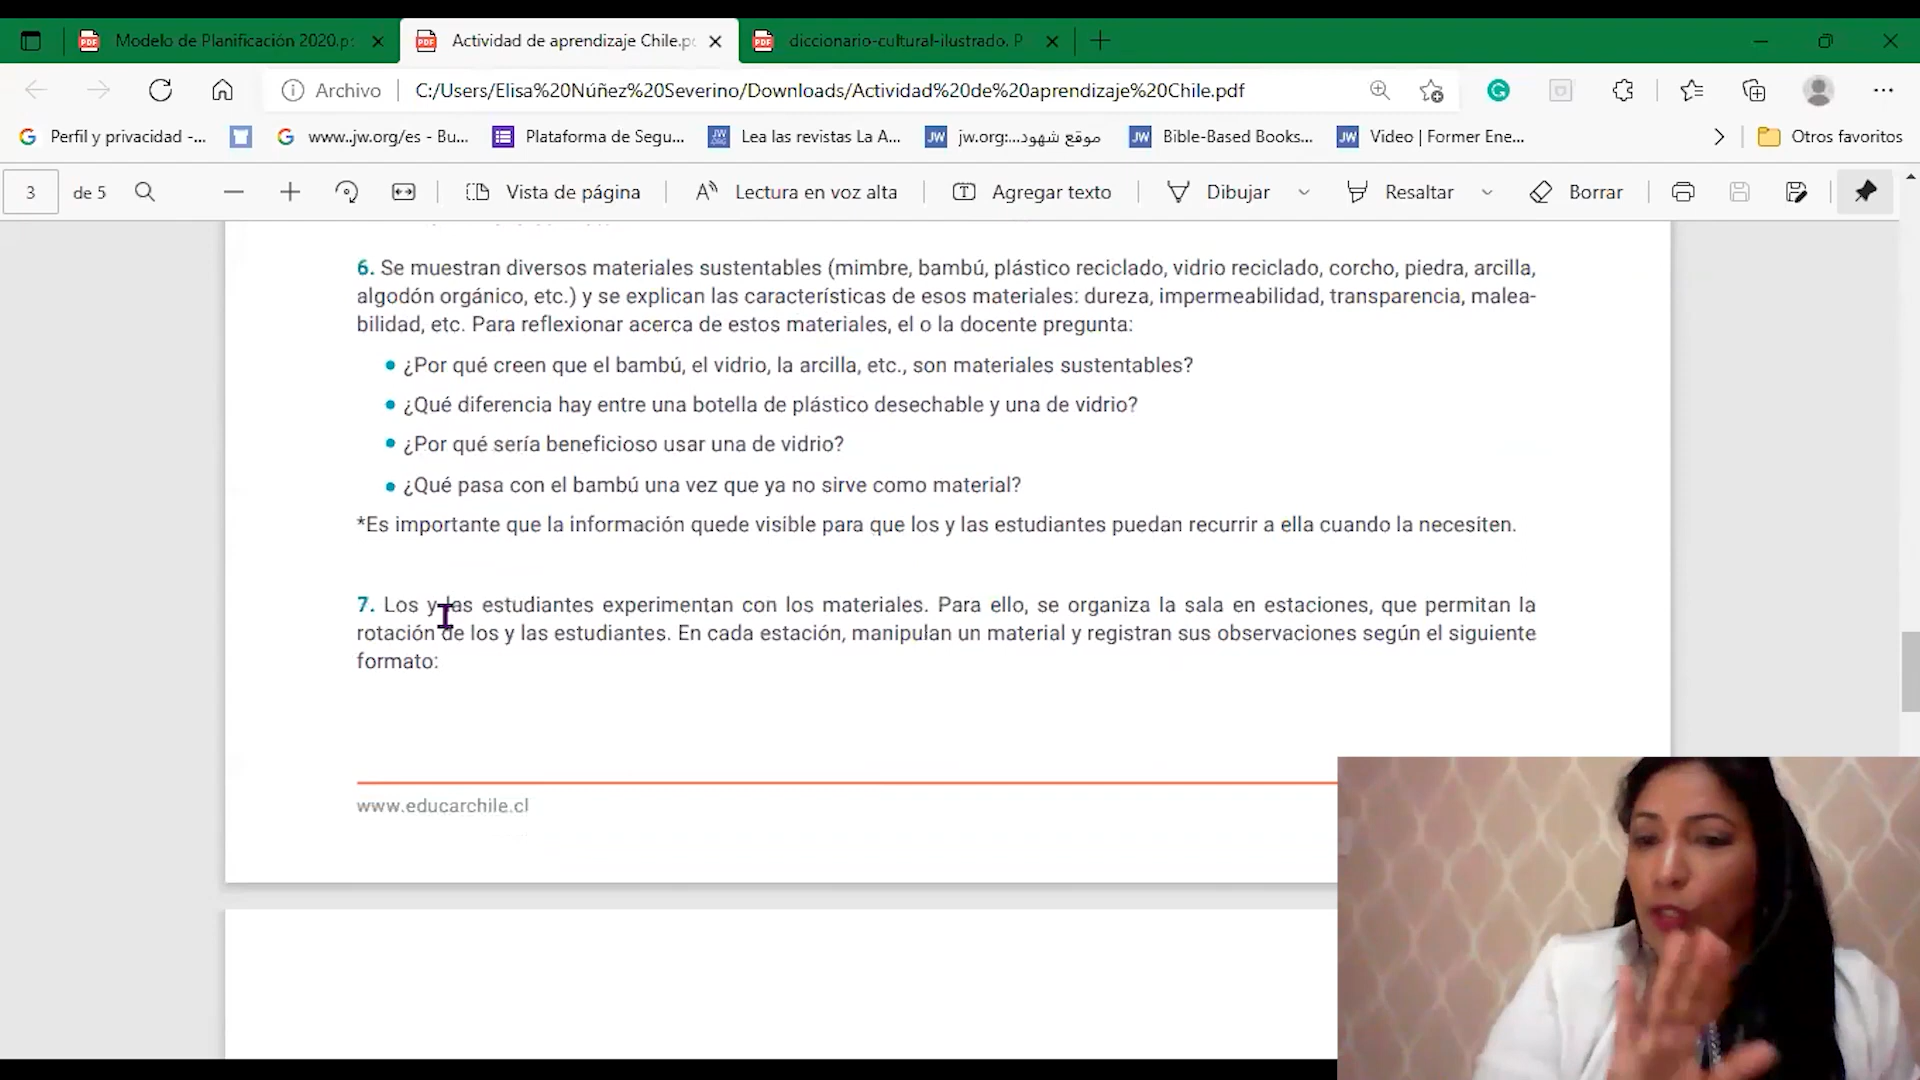 Modelo de Planificación 2020.p
Actividad de aprendizaje Chile.p
diccionario-cultural-ilustrado. P
Archivo
C:/Users/Elisa%20Núñez%20Severino/Downloads/Actividad%20de%20aprendizaje%20Chile.pdf
Perfil y privacidad -...
www..jw.org/es - Bu...
Plataforma de Segu...
Lea las revistas La A...
jw.org:...موقع شهود
Bible-Based Books...
Video | Former Ene...
Otros favoritos
3 de 5
Vista de página
Lectura en voz alta
Agregar texto
Dibujar
Resaltar
Borrar
6. Se muestran diversos materiales sustentables (mimbre, bambú, plástico reciclado, vidrio reciclado, corcho, piedra, arcilla,
algodón orgánico, etc.) y se explican las características de esos materiales: dureza, impermeabilidad, transparencia, malea-
bilidad, etc. Para reflexionar acerca de estos materiales, el o la docente pregunta:
• ¿Por qué creen que el bambú, el vidrio, la arcilla, etc., son materiales sustentables?
• ¿Qué diferencia hay entre una botella de plástico desechable y una de vidrio?
• ¿Por qué sería beneficioso usar una de vidrio?
• ¿Qué pasa con el bambú una vez que ya no sirve como material?
*Es importante que la información quede visible para que los y las estudiantes puedan recurrir a ella cuando la necesiten.
7. Los y las estudiantes experimentan con los materiales. Para ello, se organiza la sala en estaciones, que permitan la
rotación de los y las estudiantes. En cada estación, manipulan un material y registran sus observaciones según el siguiente
formato:
www.educarchile.cl